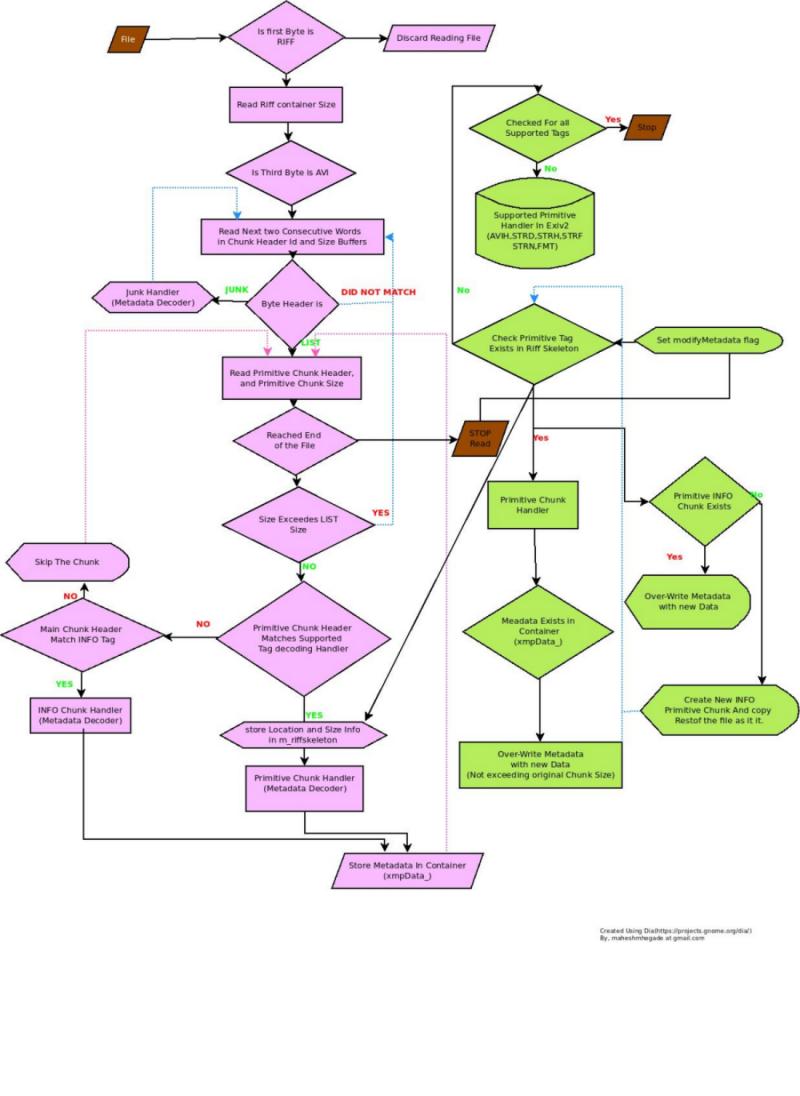 File
Is first Byte is
RIFF
Discard Reading File
Read Riff container Size
Is Third Byte is AVI
Read Next two Consecutive Words
in Chunk Header Id and Size Buffers
Junk Handler
(Metadata Decoder)
JUNK
Byte Header is
DID NOT MATCH
LIST
Read Primitive Chunk Header,
and Primitive Chunk Size
Reached End
of the File
STOP
Read
Size Exceedes LIST
Size
YES
NO
Skip The Chunk
NO
Main Chunk Header
Match INFO Tag
NO
Primitive Chunk Header
Matches Supported
Tag decoding Handler
YES
INFO Chunk Handler
(Metadata Decoder)
YES
store Location and Size Info
in m_riffskeleton
Primitive Chunk Handler
(Metadata Decoder)
Store Metadata In Container
(xmpData_)
Checked For all
Supported Tags
Yes
Stop
No
Supported Primitive
Handler In Exiv2
(AVIH,STRD,STRH,STRF
STRN,FMT)
No
Check Primitive Tag
Exists in Riff Skeleton
Set modifyMetadata flag
Yes
Primitive Chunk
Handler
Primitive INFO
Chunk Exists
No
Yes
Over-Write Metadata
with new Data
Meadata Exists in
Container
(xmpData_)
Create New INFO
Primitive Chunk And copy
Restof the file as it it.
Over-Write Metadata
with new Data
(Not exceeding original Chunk Size)
Created Using Dia(https://projects.gnome.org/dia/)
By, maheshmhegade at gmail.com